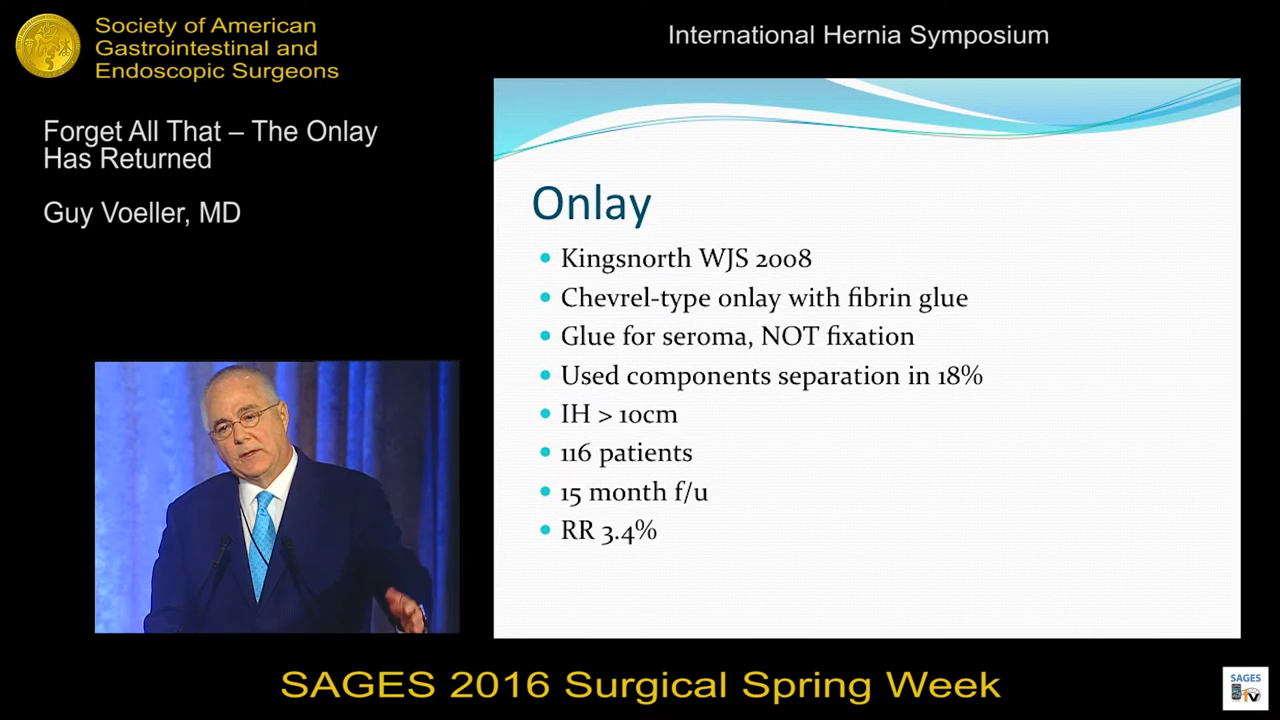 Society of American
Gastrointestinal and
Endoscopic Surgeons
International Hernia Symposium
Forget All That – The Onlay
Has Returned
Guy Voeller, MD
Onlay
Kingsnorth WJS 2008
Chevrel-type onlay with fibrin glue
Glue for seroma, NOT fixation
Used components separation in 18%
IH > 10cm
116 patients
15 month f/u
RR 3.4%
SAGES 2016 Surgical Spring Week
SAGES
TV